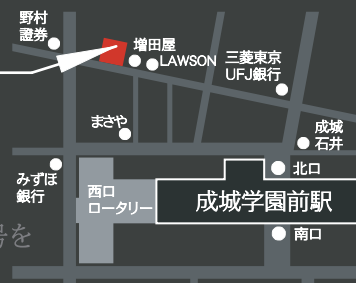 野村
證券
増田屋
LAWSON
三菱東京
UFJ銀行
まさや
成城
石井
みずほ
銀行
西口
ロータリー
北口
成城学園前駅
号を
南口